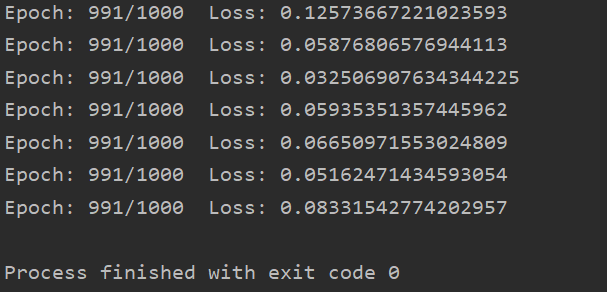 Epoch: 991/1000  Loss: 0.12573667221023593
Epoch: 991/1000  Loss: 0.05876806576944113
Epoch: 991/1000  Loss: 0.032506907634344225
Epoch: 991/1000  Loss: 0.05935351357445962
Epoch: 991/1000  Loss: 0.06650971553024809
Epoch: 991/1000  Loss: 0.05162471434593054
Epoch: 991/1000  Loss: 0.08331542774202957
Process finished with exit code 0